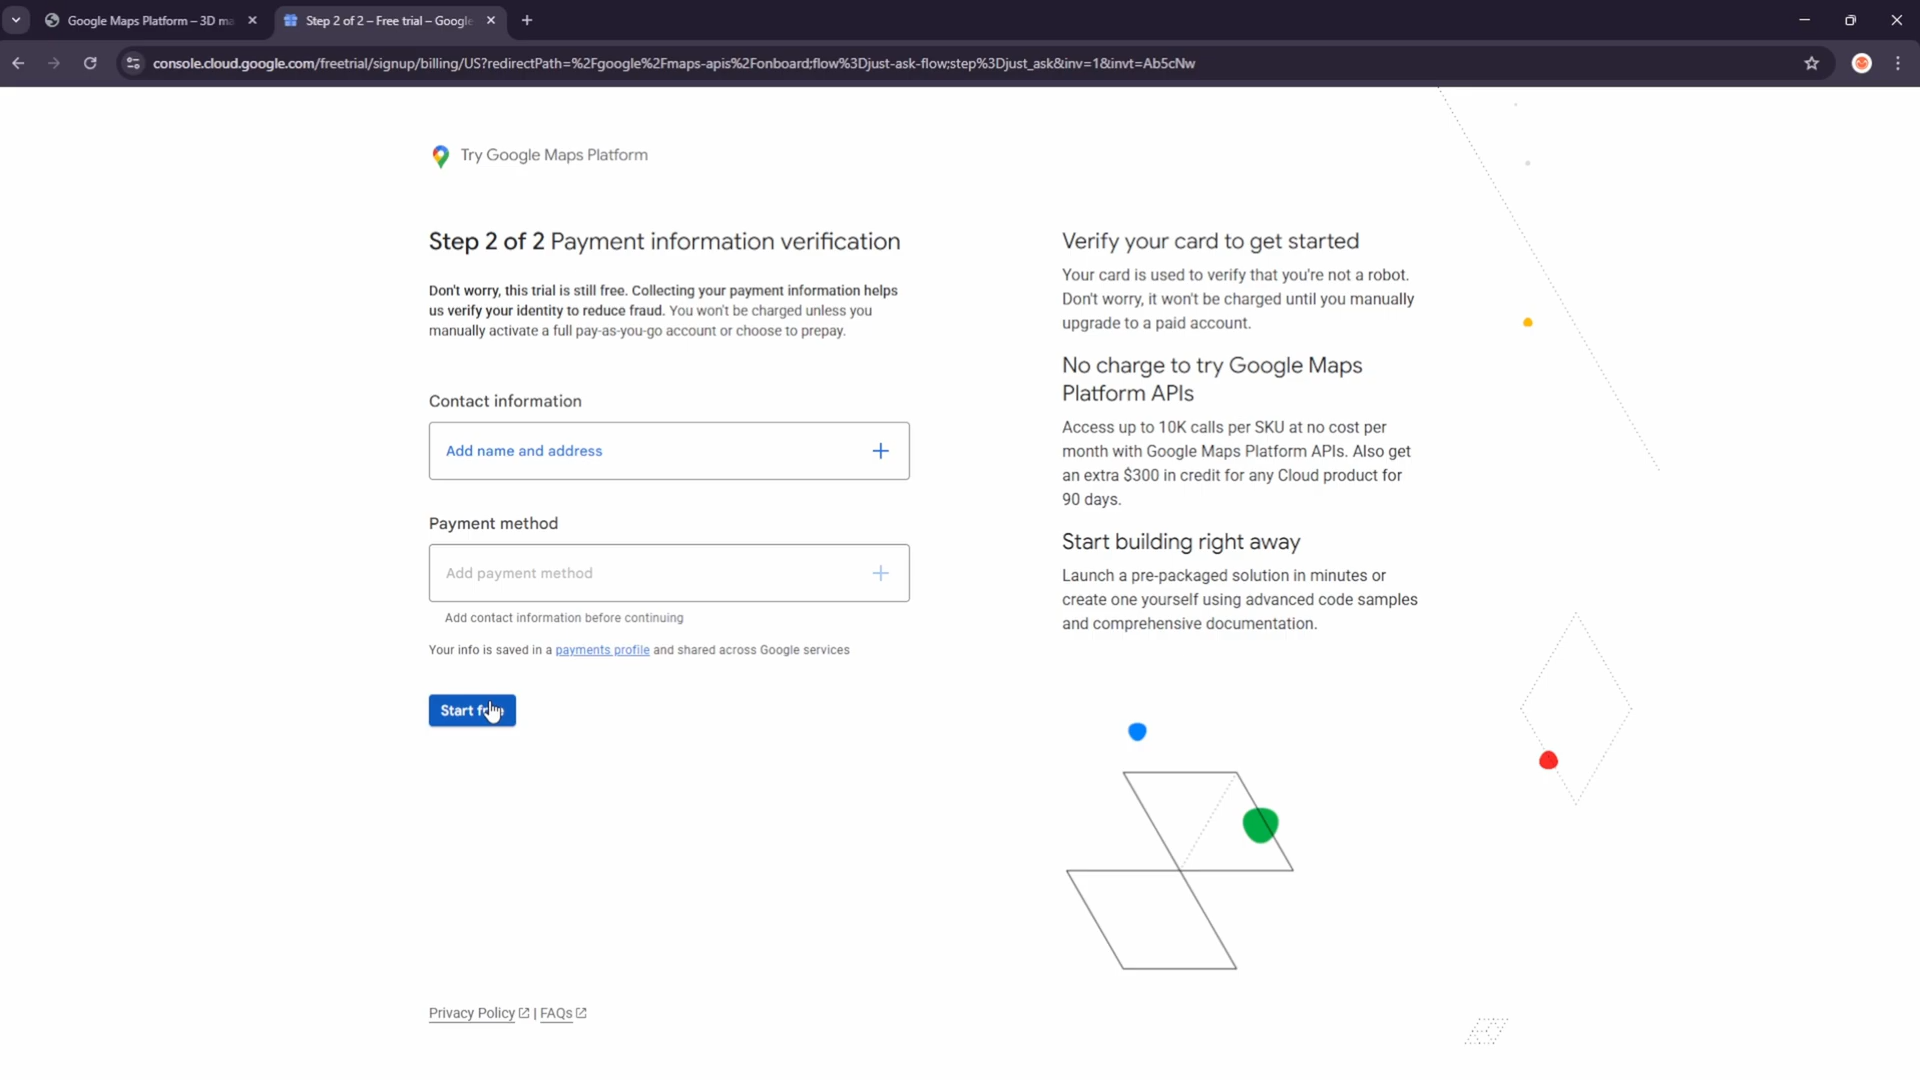 Google Maps Platform – 3D ma
Step 2 of 2 – Free trial – Google
console.cloud.google.com/freetrial/signup/billing/US?redirectPath=%2Fgoogle%2Fmaps-apis%2Fonboard;flow%3Djust-ask-flow;step%3Djust_ask&inv=1&invt=Ab5cNw
Try Google Maps Platform
Step 2 of 2 Payment information verification
Don't worry, this trial is still free. Collecting your payment information helps
us verify your identity to reduce fraud. You won't be charged unless you
manually activate a full pay-as-you-go account or choose to prepay.
Contact information
Add name and address
Payment method
Add payment method
Add contact information before continuing
Your info is saved in a payments profile and shared across Google services
Start
Verify your card to get started
Your card is used to verify that you're not a robot.
Don't worry, it won't be charged until you manually
upgrade to a paid account.
No charge to try Google Maps
Platform APIs
Access up to 10K calls per SKU at no cost per
month with Google Maps Platform APIs. Also get
an extra $300 in credit for any Cloud product for
90 days.
Start building right away
Launch a pre-packaged solution in minutes or
create one yourself using advanced code samples
and comprehensive documentation.
Privacy Policy | FAQs